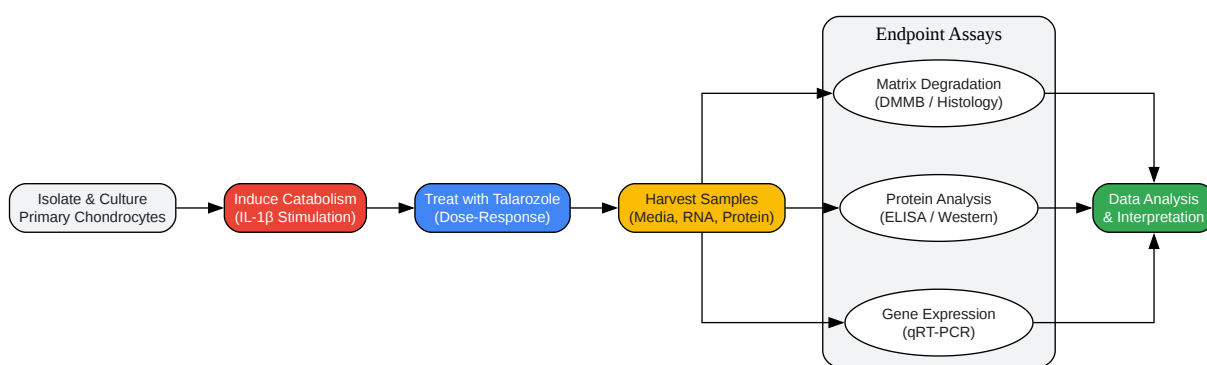 Isolate & Culture
Primary Chondrocytes
Induce Catabolism
(IL-1β Stimulation)
Treat with Talarozole
(Dose-Response)
Harvest Samples
(Media, RNA, Protein)
Endpoint Assays
Matrix Degradation
(DMMB / Histology)
Protein Analysis
(ELISA / Western)
Gene Expression
(qRT-PCR)
Data Analysis
& Interpretation